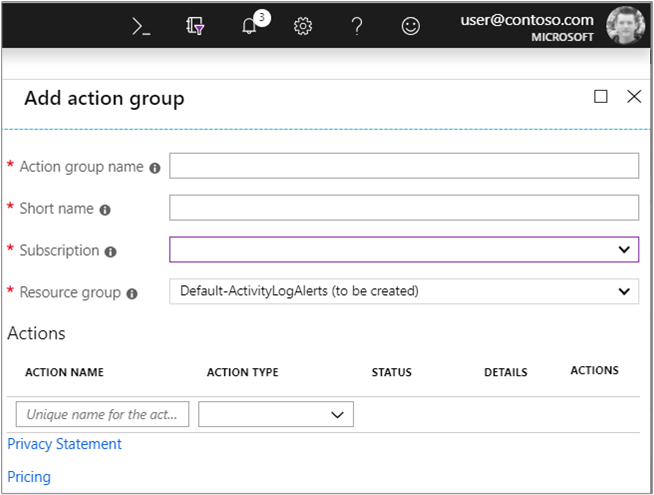 3
user@contoso.com
MICROSOFT
Add action group
* Action group name
* Short name
* Subscription
* Resource group Default-ActivityLogAlerts (to be created)
Actions
ACTION NAME ACTION TYPE STATUS DETAILS ACTIONS
Unique name for the act...
Privacy Statement
Pricing